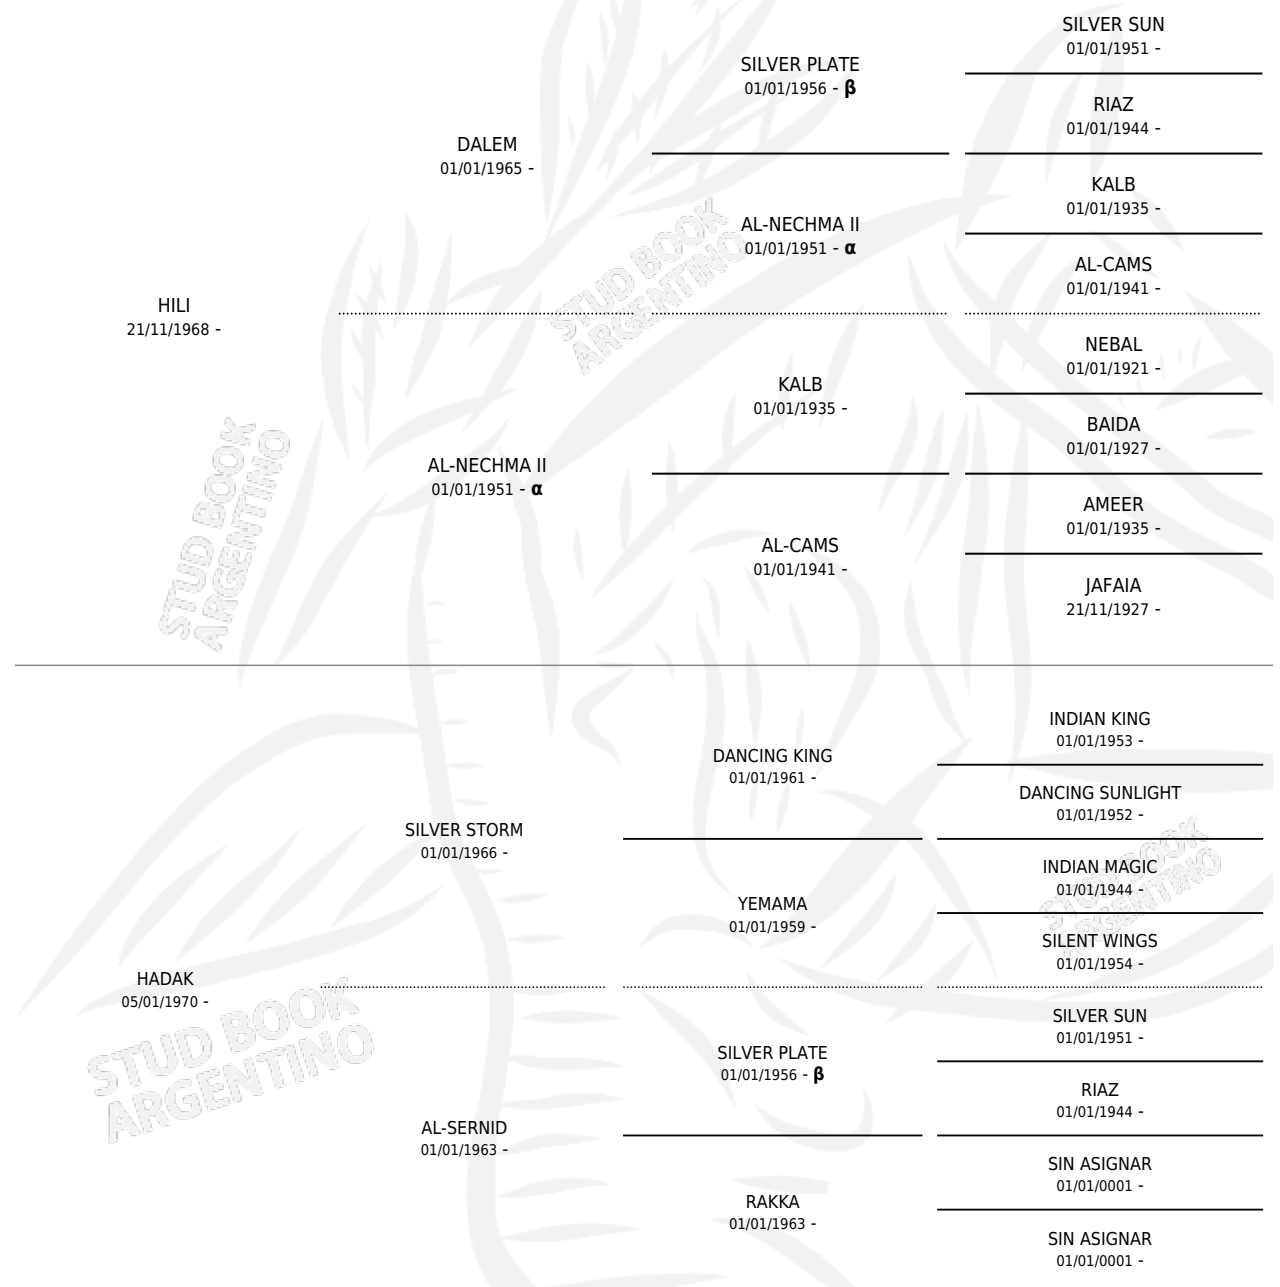 SILVER SUN
01/01/1951 -
SILVER PLATE
01/01/1956 - β
RIAZ
01/01/1944 -
DALEM
01/01/1965 -
KALB
01/01/1935 -
AL-NECHMA II
01/01/1951 - α
AL-CAMS
01/01/1941 -
HILI
21/11/1968 -
NEBAL
01/01/1921 -
KALB
01/01/1935 -
BAIDA
01/01/1927 -
AL-NECHMA II
01/01/1951 - α
AMEER
01/01/1935 -
AL-CAMS
01/01/1941 -
JAFAIA
21/11/1927 -
STUD BOOK
ARGENTINO
STUD BOOK
ARGENTINO
INDIAN KING
01/01/1953 -
DANCING KING
01/01/1961 -
DANCING SUNLIGHT
01/01/1952 -
SILVER STORM
01/01/1966 -
INDIAN MAGIC
01/01/1944 -
YEMAMA
01/01/1959 -
SILENT WINGS
01/01/1954 -
HADAK
05/01/1970 -
SILVER SUN
01/01/1951 -
SILVER PLATE
01/01/1956 - β
RIAZ
01/01/1944 -
AL-SERNID
01/01/1963 -
SIN ASIGNAR
01/01/0001 -
RAKKA
01/01/1963 -
SIN ASIGNAR
01/01/0001 -
STUD BOOK
ARGENTINO
STUD BOOK
ARGENTINO